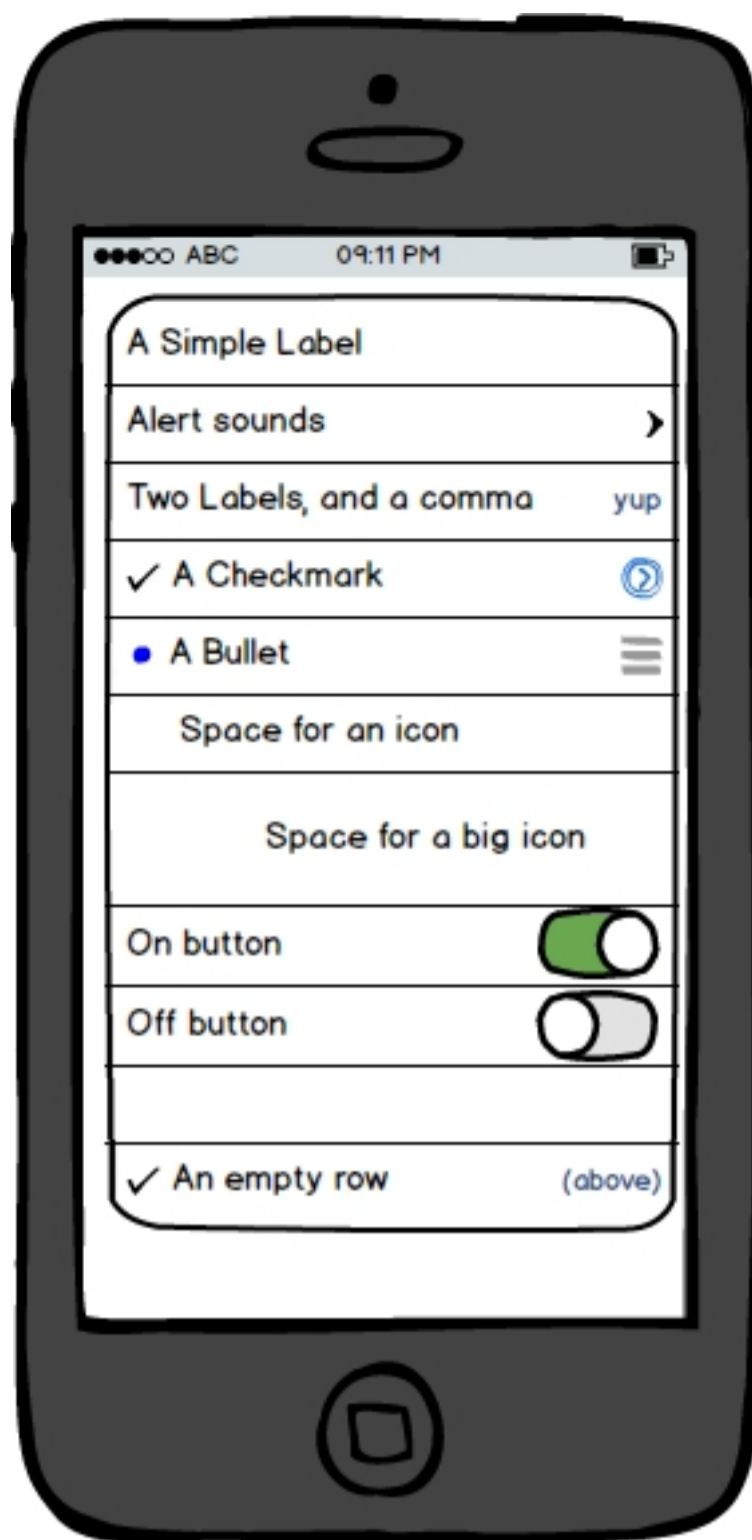 ABC 09:11 PM
A Simple Label
Alert sounds
Two Labels, and a comma yup
A Checkmark
A Bullet
Space for an icon
Space for a big icon
On button
Off button
An empty row (above)